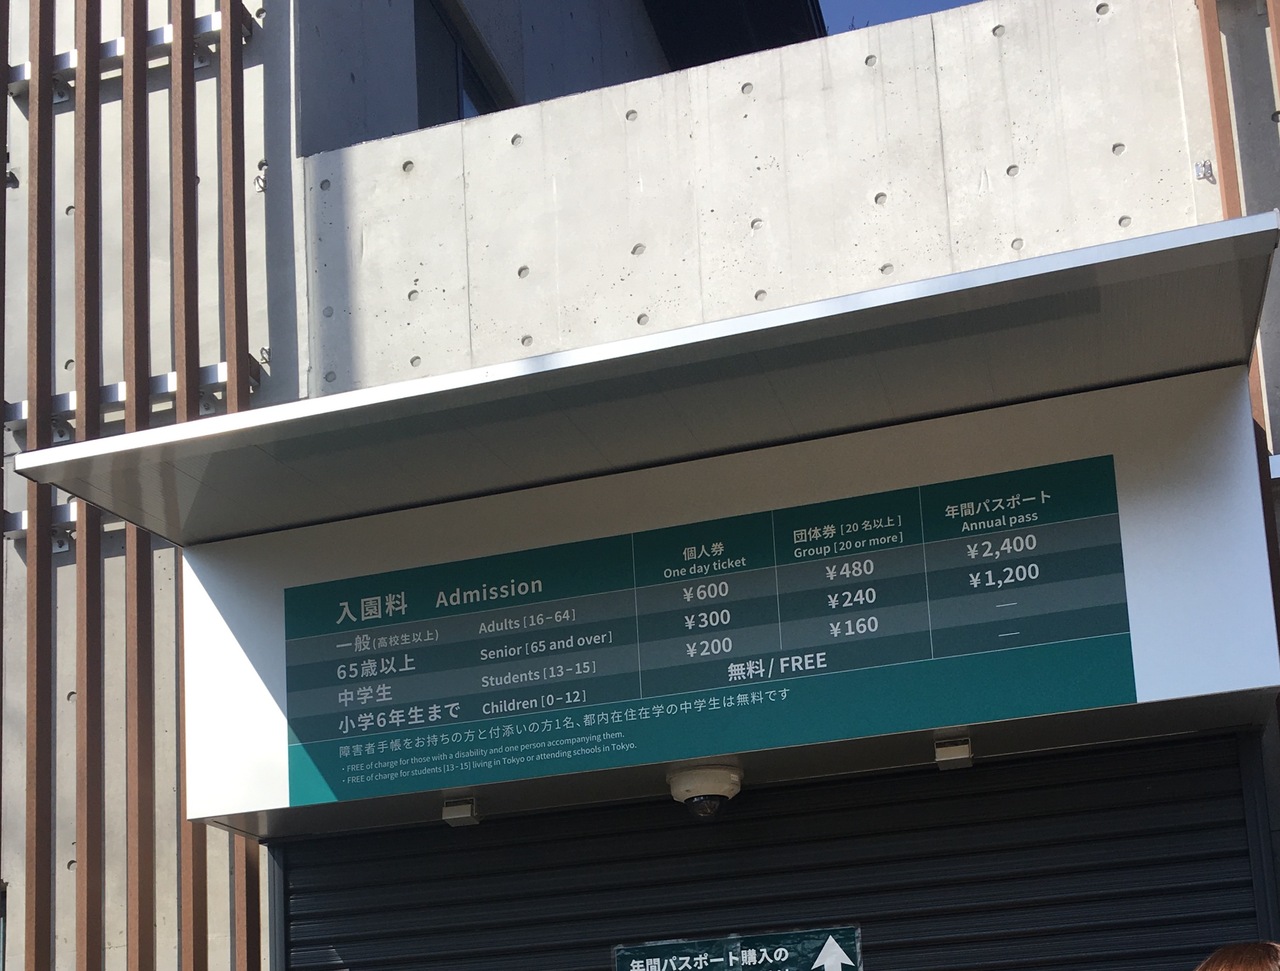 入園料 Admission
個人券 One day ticket
団体券 [20 名以上] Group [20 or more]
年間パスポート Annual pass
一般(高校生以上) Adults [16-64] ¥600 ¥480 ¥2,400
65歳以上 Senior [65 and over] ¥300 ¥240 ¥1,200
中学生 Students [13-15] ¥200 ¥160 —
小学6年生まで Children [0-12] 無料 / FREE —
障害者手帳をお持ちの方と付添いの方1名、都内在住在学の中学生は無料です
・FREE of charge for those with a disability and one person accompanying them.
・FREE of charge for students [13-15] living in Tokyo or attending schools in Tokyo.
年間パスポート購入の